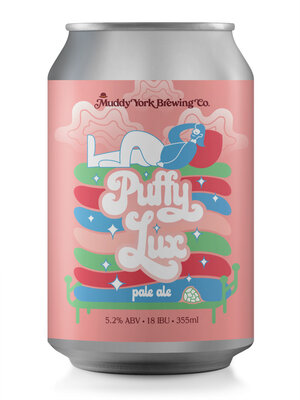 Muddy York Brewing Co.
Puffy
Lux
pale ale
5.2% ABV • 18 IBU • 355ml